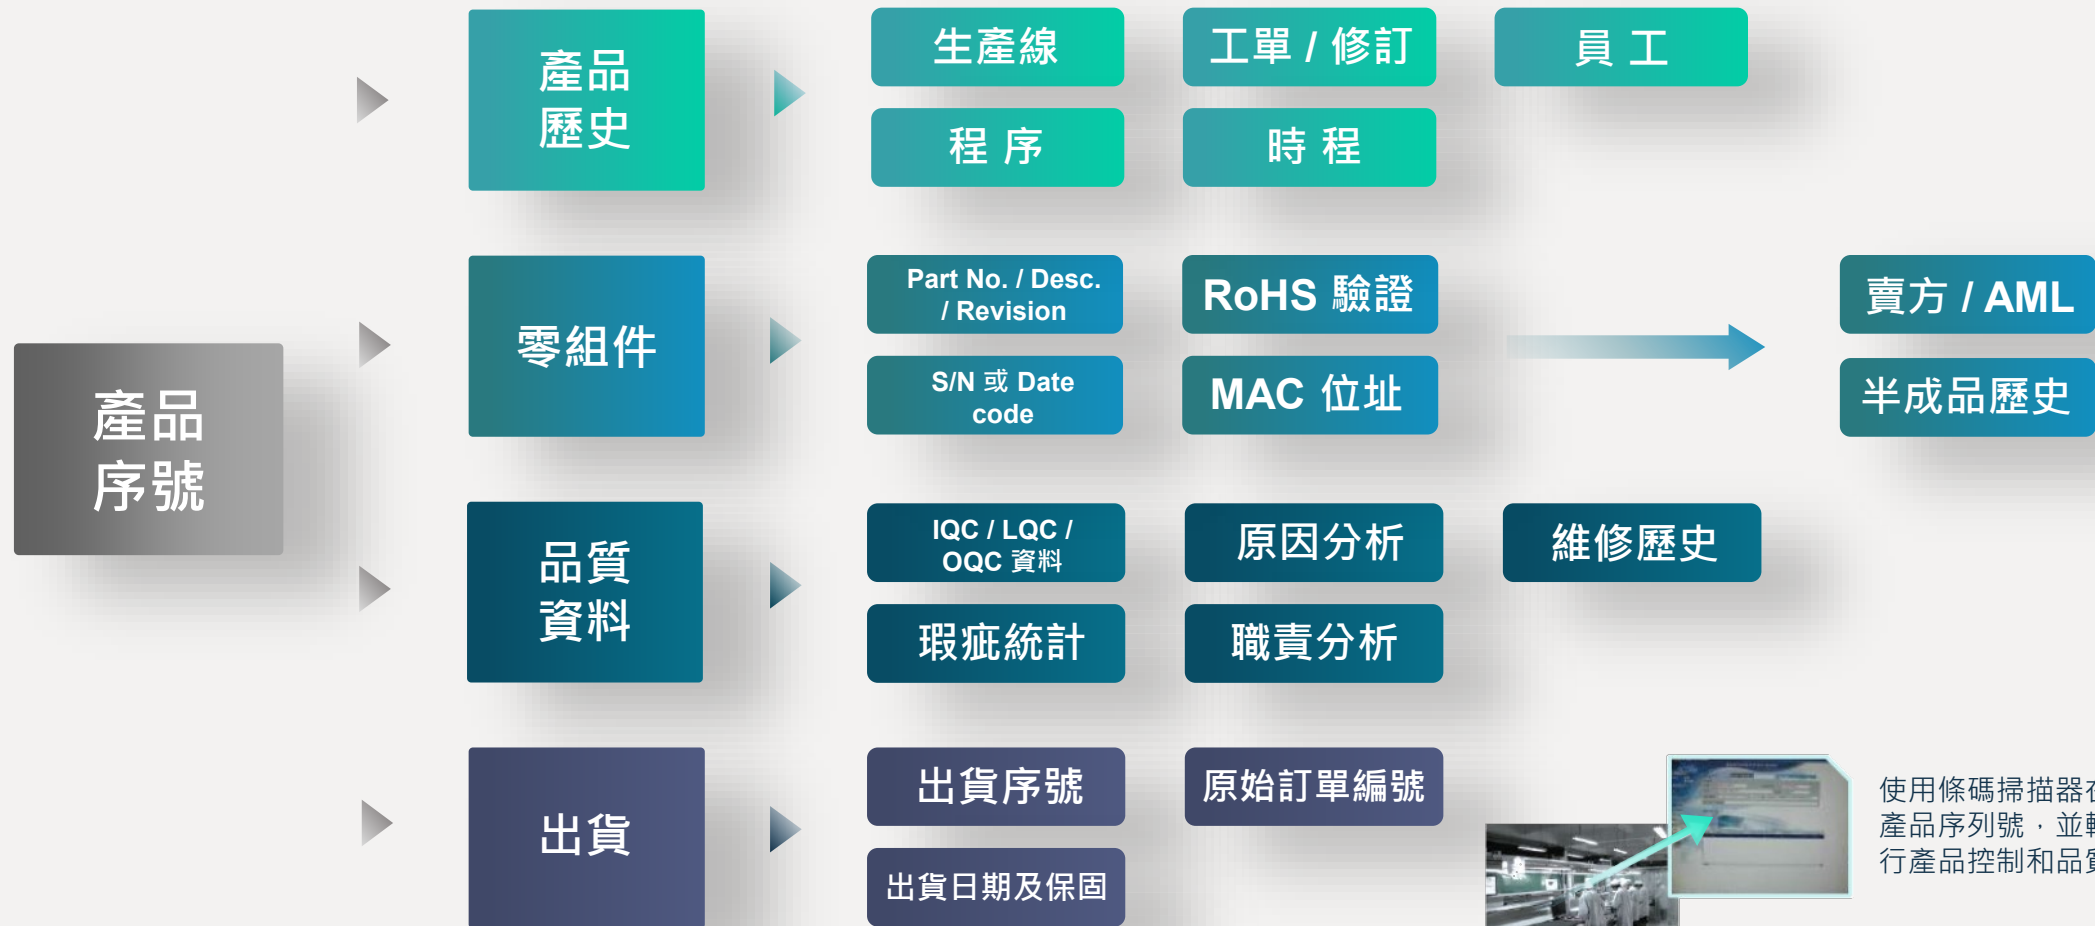 產品
序號
產品
歷史
生產線
工單 / 修訂
員 工
程 序
時 程
零組件
Part No. / Desc.
/ Revision
RoHS 驗證
S/N 或 Date
code
MAC 位址
賣方 / AML
半成品歷史
品質
資料
IQC / LQC /
OQC 資料
原因分析
維修歷史
瑕疵統計
職責分析
出貨
出貨序號
原始訂單編號
出貨日期及保固
使用條碼掃描器在
產品序列號，並
行產品控制和品